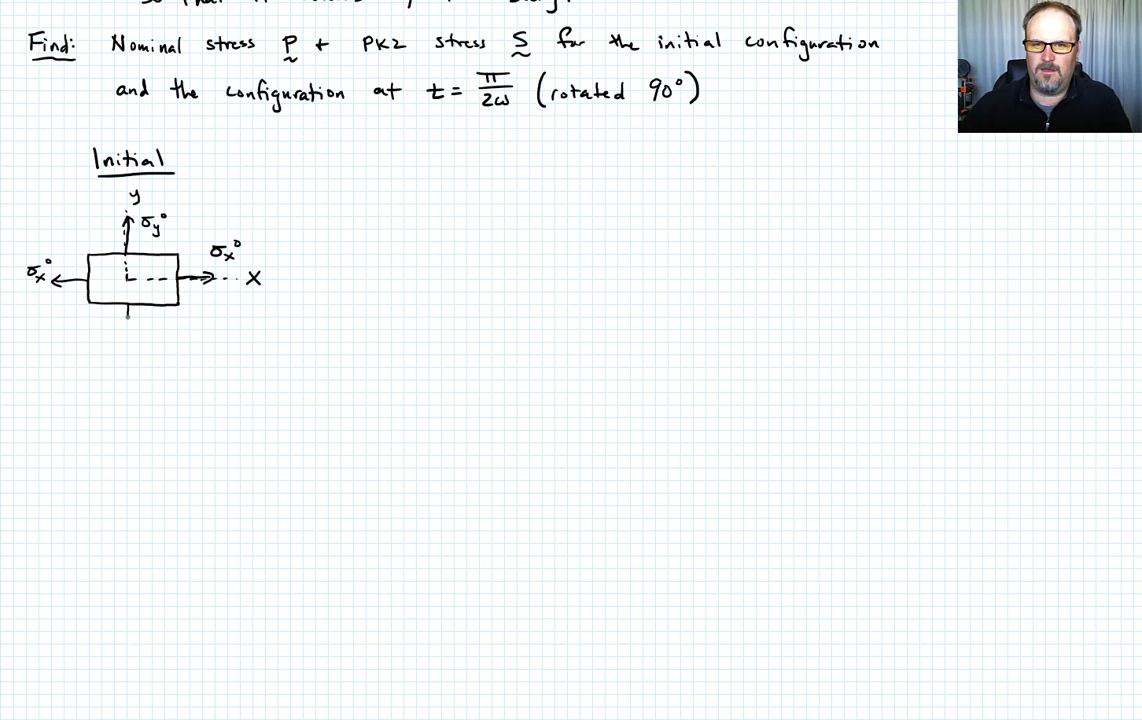 Find: Nominal stress P + PK2 stress S for the initial configuration
and the configuration at t = π/2ω (rotated 90°)
Initial
y
σy°
σx°
σx°
x